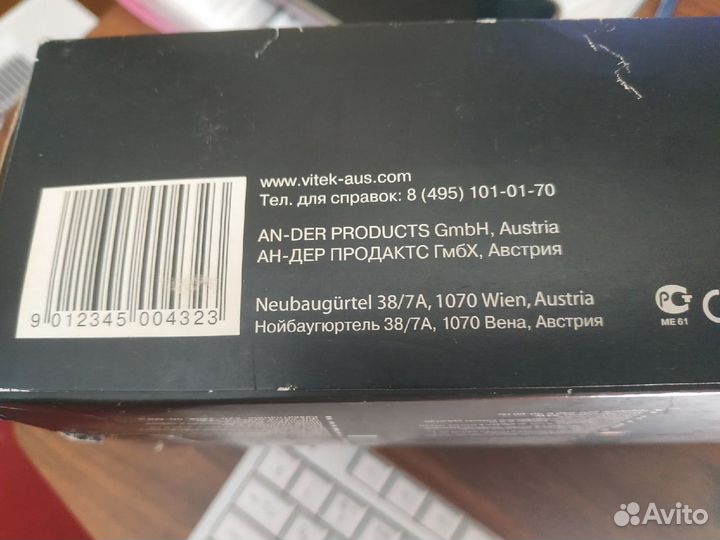 www.vitek-aus.com
Тел. для справок: 8 (495) 101-01-70
AN-DER PRODUCTS GmbH, Austria
АН-ДЕР ПРОДАКТС ГмбХ, Австрия
Neubaugürtel 38/7A, 1070 Wien, Austria
Нойбаугюртель 38/7А, 1070 Вена, Австрия
9 012345 004323
ME 61
Avito